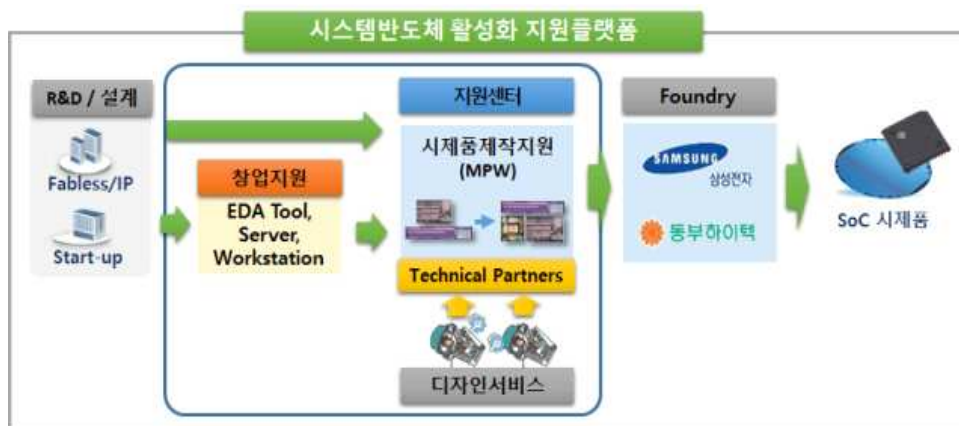 시스템반도체 활성화 지원플랫폼
R&D / 설계
Fabless/IP
Start-up
창업지원
EDA Tool,
Server,
Workstation
지원센터
시제품제작지원
(MPW)
Technical Partners
디자인서비스
Foundry
SAMSUNG
삼성전자
동부하이텍
SoC 시제품